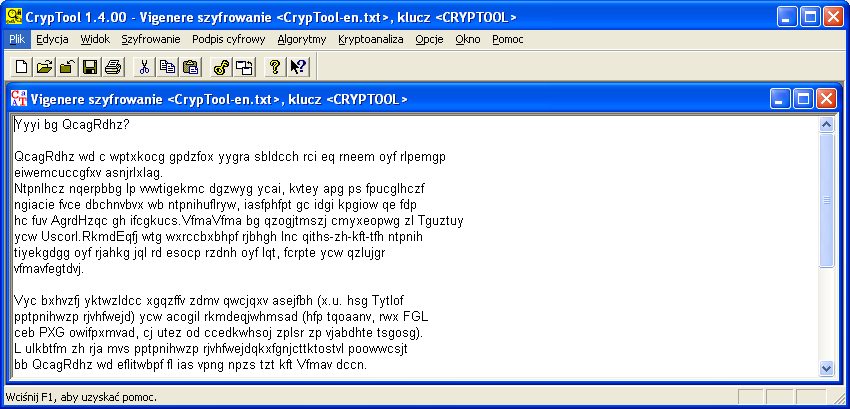 CrypTool 1.4.00 - Vigenere szyfrowanie <CrypTool-en.txt>, klucz <CRYPTOOL>
Plik Edycja Widok Szyfrowanie Podpis cyfrowy Algorytmy Kryptoanaliza Opcje Okno Pomoc
Vigenere szyfrowanie <CrypTool-en.txt>, klucz <CRYPTOOL>
Yyyi bg QcagRdhz?
QcagRdhz wd c wptxkocg gpdzfox yygra sbldcch rci eq rneem oyf rlpemgp
eiwemcuccgfxv asnjrlxlag.
Ntpnlhcz nqerpbbg lp vwvtigekmc dgzwyg ycai, kvtey apg ps fpucglhczf
ngiacie fvce dbchnvbvx wb ntpnihuflryw, iasfphfpt gc idgi kpgiow qe fdp
hc fuv AgrdHzqc gh ifcgkucs.VfmaVfma bg qzogjtmszj cmyxeopwg zl Tguztuy
ycw Uscorl.RkmdEqfj wtg wxrccbxbhpf rjbhgh lnc qiths-zh-kft-tfh ntpnih
tiyekgdgg oyf rjahkg jql rd esocp rzdnh oyf lqt, fcrpte ycw qzlujgr
vfmavfegtdvj.
Vyc bxhvzfj yktwzldcc xgqzffv zdmv qwcjqxv asejfbh (x.u. hsg Tytlof
pptpnihwzp rjvhfwejd) ycw acogil rkmdeqjwhmsad (hfp tqoaanv, rwx FGL
ceb PXG owifpxmvad, cj utez od ccedkwhsoj zplsr zp vjabdhte tsgosg).
L ulkbtfm zh rja mvs pptpnihwzp rjvhfwejdqkxfgnjcttktostvl poowwcsjt
bb QcagRdhz wd eflitwbpf fl ias vpng npzs tzt kft Vfmav dccn.
Wciśnij F1, aby uzyskać pomoc.